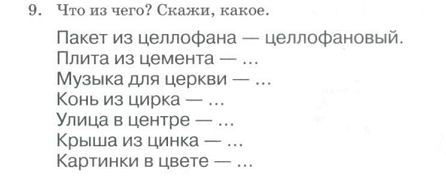 9. Что из чего? Скажи, какое.
Пакет из целлофана — целлофановый.
Плита из цемента — ...
Музыка для церкви — ...
Конь из цирка — ...
Улица в центре — ...
Крыша из цинка — ...
Картинки в цвете — ...